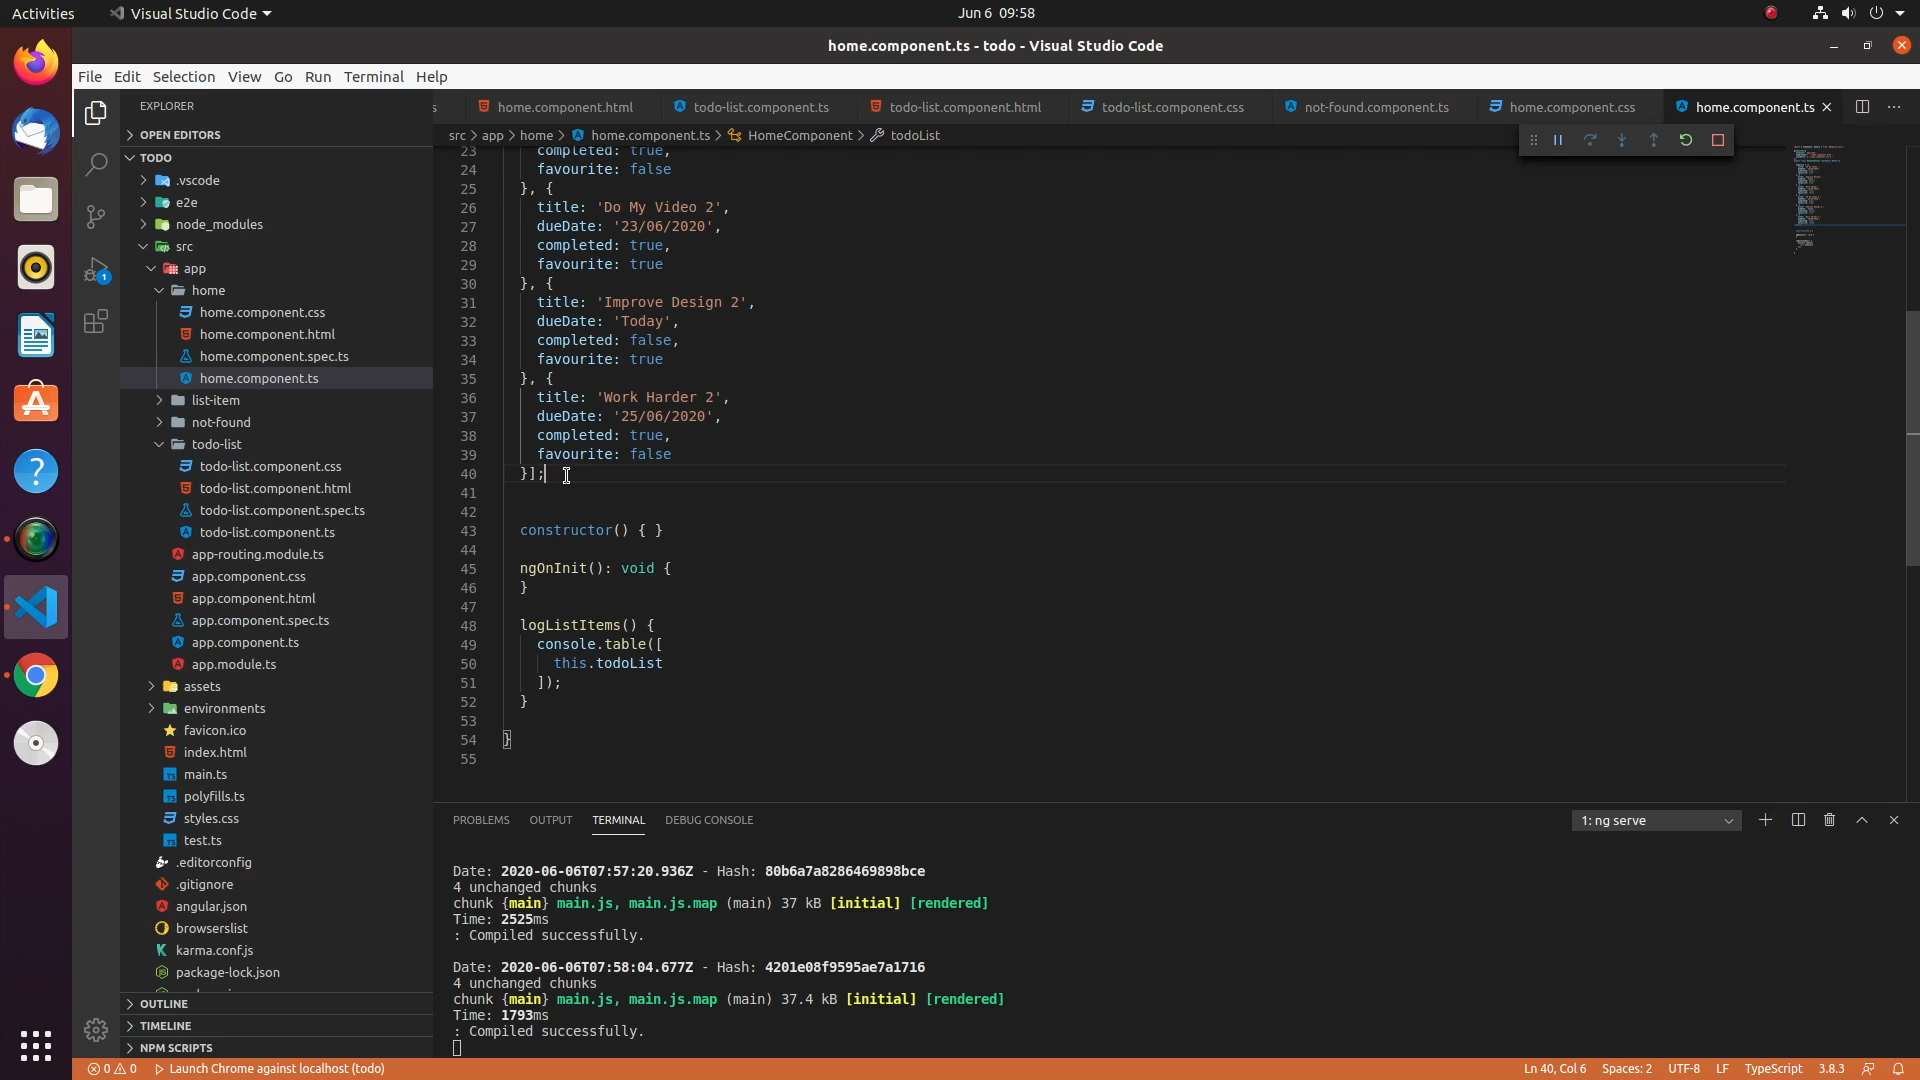 Activities
Visual Studio Code
Jun 6 09:58
home.component.ts - todo - Visual Studio Code
File Edit Selection View Go Run Terminal Help
EXPLORER
OPEN EDITORS
TODO
.vscode
e2e
node_modules
src
app
home
home.component.css
home.component.html
home.component.spec.ts
home.component.ts
list-item
not-found
todo-list
todo-list.component.css
todo-list.component.html
todo-list.component.spec.ts
todo-list.component.ts
app-routing.module.ts
app.component.css
app.component.html
app.component.spec.ts
app.component.ts
app.module.ts
assets
environments
favicon.ico
index.html
main.ts
polyfills.ts
styles.css
test.ts
.editorconfig
.gitignore
angular.json
browserslist
karma.conf.js
package-lock.json
OUTLINE
TIMELINE
NPM SCRIPTS
1
s home.component.html todo-list.component.ts todo-list.component.html todo-list.component.css not-found.component.ts home.component.css home.component.ts
src > app > home > home.component.ts > HomeComponent > todoList
23 completed: true,
24 favourite: false
25 }, {
26 title: 'Do My Video 2',
27 dueDate: '23/06/2020',
28 completed: true,
29 favourite: true
30 }, {
31 title: 'Improve Design 2',
32 dueDate: 'Today',
33 completed: false,
34 favourite: true
35 }, {
36 title: 'Work Harder 2',
37 dueDate: '25/06/2020',
38 completed: true,
39 favourite: false
40 }];
41
42
43 constructor() { }
44
45 ngOnInit(): void {
46 }
47
48 logListItems() {
49 console.table([
50 this.todoList
51 ]);
52 }
53
54 }
55
PROBLEMS OUTPUT TERMINAL DEBUG CONSOLE
1: ng serve
Date: 2020-06-06T07:57:20.936Z - Hash: 80b6a7a8286469898bce
4 unchanged chunks
chunk {main} main.js, main.js.map (main) 37 kB [initial] [rendered]
Time: 2525ms
: Compiled successfully.
Date: 2020-06-06T07:58:04.677Z - Hash: 4201e08f9595ae7a1716
4 unchanged chunks
chunk {main} main.js, main.js.map (main) 37.4 kB [initial] [rendered]
Time: 1793ms
: Compiled successfully.
0 0 Launch Chrome against localhost (todo)
Ln 40, Col 6 Spaces: 2 UTF-8 LF TypeScript 3.8.3